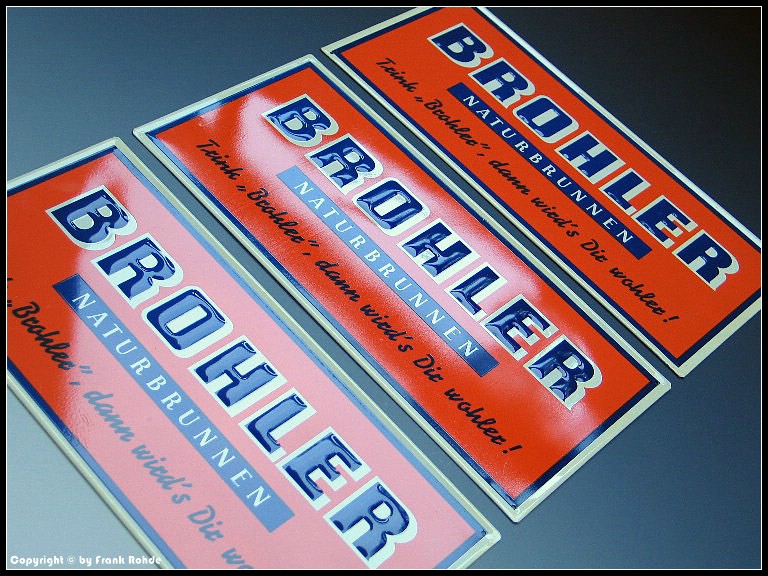 BROHLER
NATURBRUNNEN
Trink „Brohler”, dann wird's Dir wohler!
BROHLER
NATURBRUNNEN
Trink „Brohler”, dann wird's Dir wohler!
BROHLER
NATURBRUNNEN
„Brohler”, dann wird's Dir wo
Copyright © by Frank Rohde